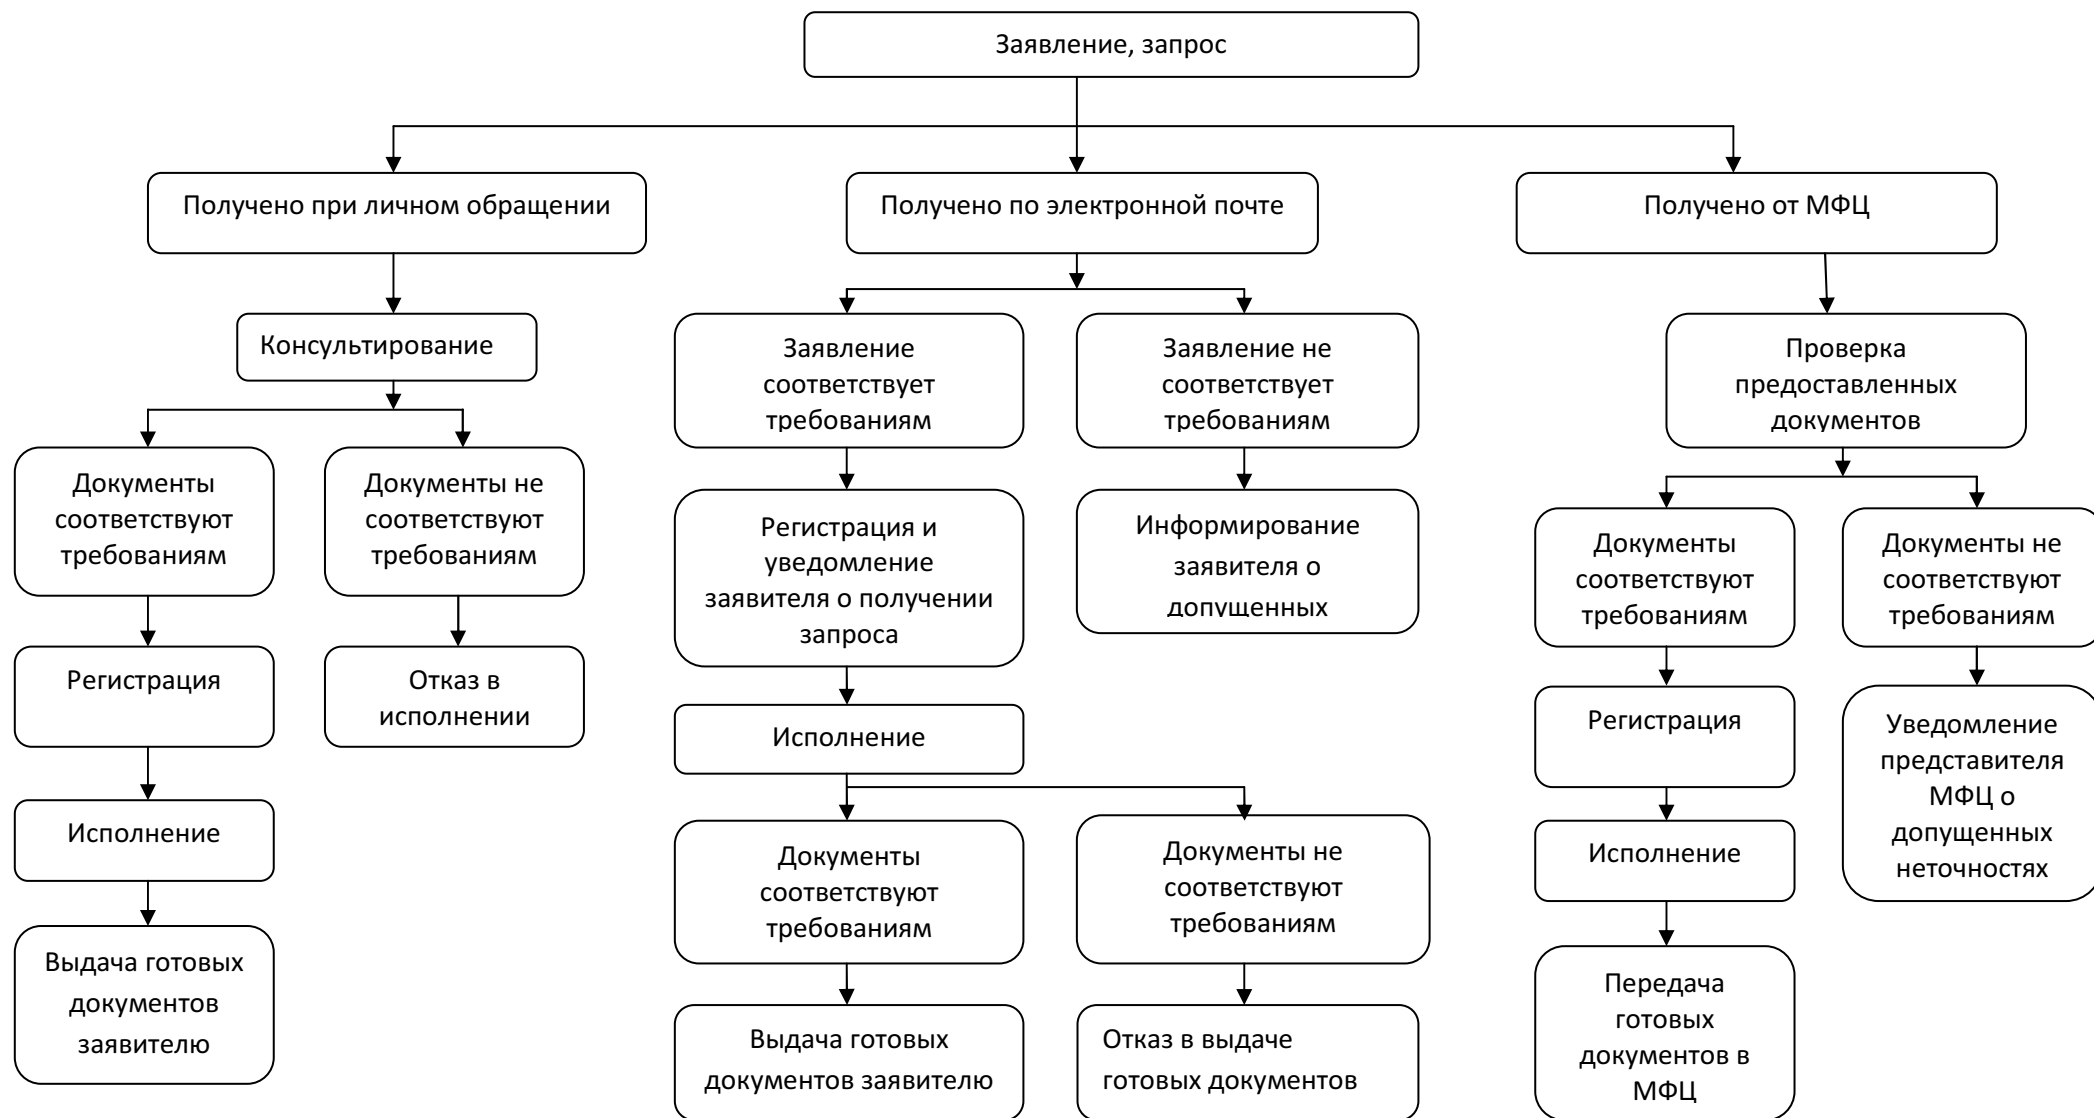 Заявление, запрос
Получено при личном обращении
Получено по электронной почте
Получено от МФЦ
Консультирование
Заявление
соответствует
требованиям
Заявление не
соответствует
требованиям
Проверка
предоставленных
документов
Документы
соответствуют
требованиям
Документы не
соответствуют
требованиям
Регистрация и
уведомление
заявителя о получении
запроса
Информирование
заявителя о
допущенных
Документы
соответствуют
требованиям
Документы не
соответствуют
требованиям
Регистрация
Отказ в
исполнении
Исполнение
Регистрация
Уведомление
представителя
МФЦ о
допущенных
неточностях
Исполнение
Документы
соответствуют
требованиям
Документы не
соответствуют
требованиям
Исполнение
Выдача готовых
документов
заявителю
Выдача готовых
документов заявителю
Отказ в выдаче
готовых документов
Передача
готовых
документов в
МФЦ